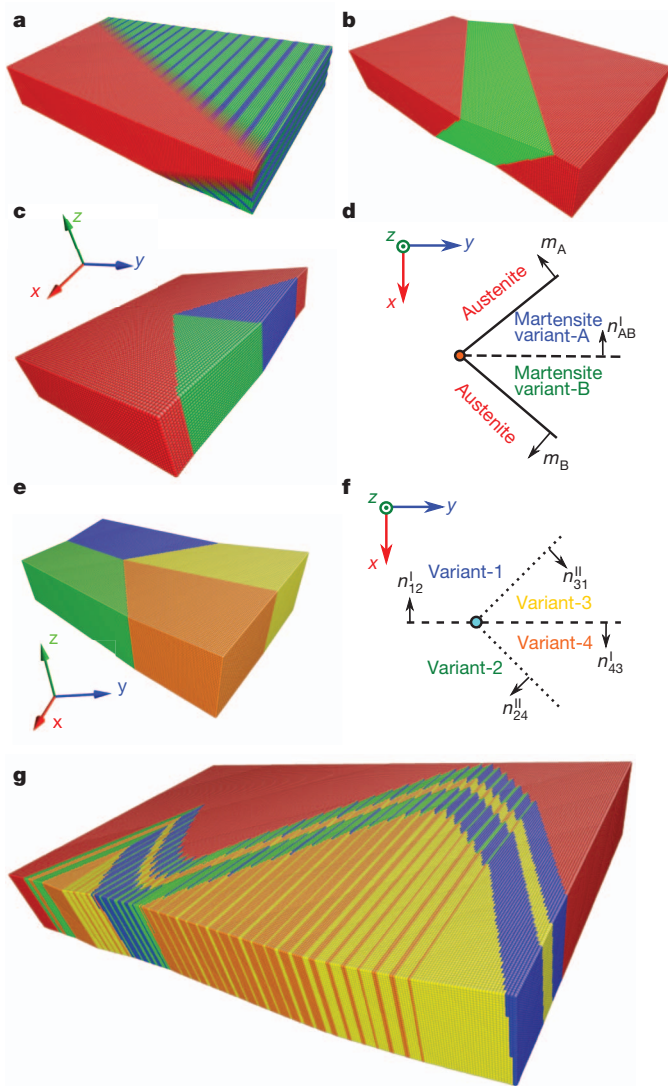 a
b
c
z
y
x
d
z
y
x
m_A
Austenite
Martensite
variant-A
n^I_AB
Martensite
variant-B
Austenite
m_B
e
z
y
x
f
z
y
x
n^I_12
Variant-1
n^II_31
Variant-3
Variant-4
n^I_43
Variant-2
n^II_24
g